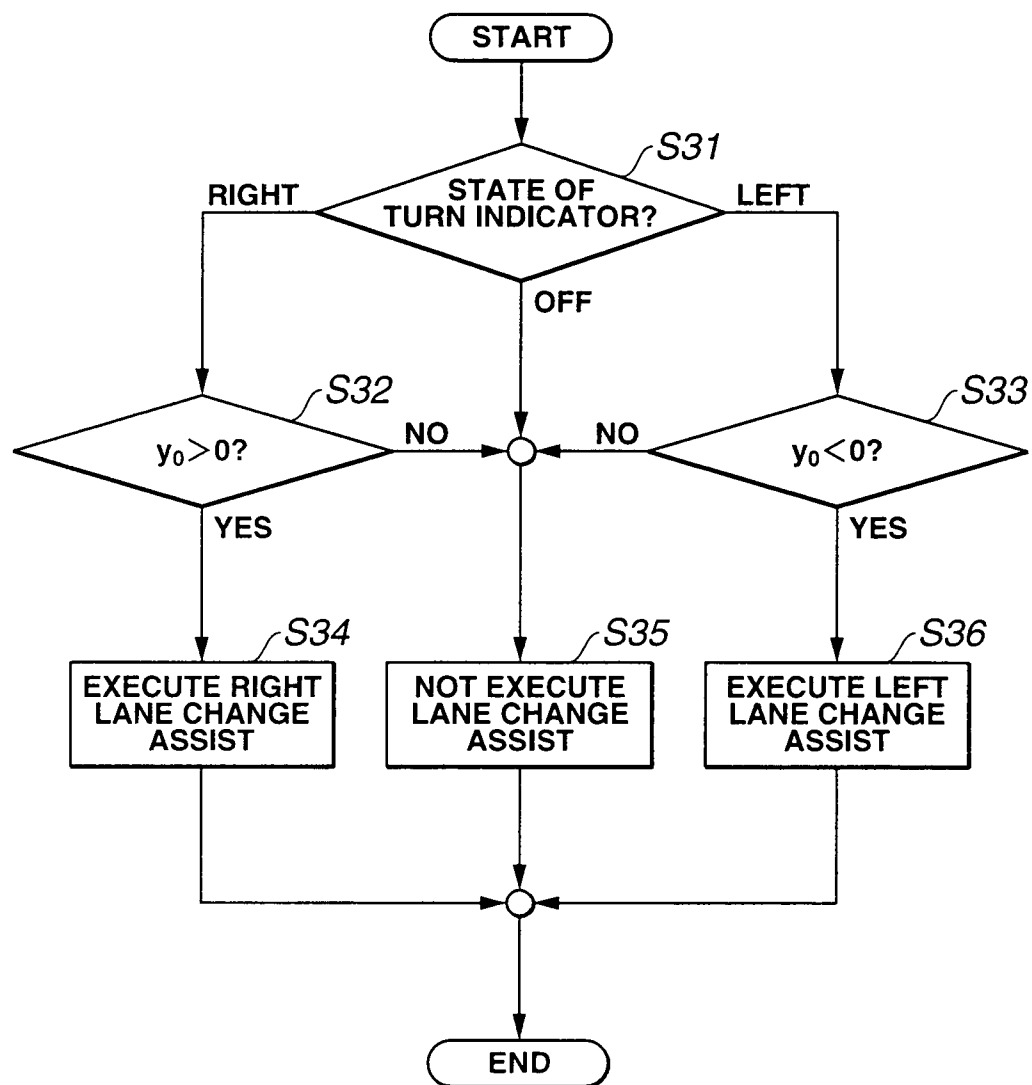 START
S31
RIGHT
STATE OF
TURN INDICATOR?
LEFT
OFF
S32
S33
y₀>0?
NO
NO
y₀<0?
YES
YES
S34
S35
S36
EXECUTE RIGHT
LANE CHANGE
ASSIST
NOT EXECUTE
LANE CHANGE
ASSIST
EXECUTE LEFT
LANE CHANGE
ASSIST
END